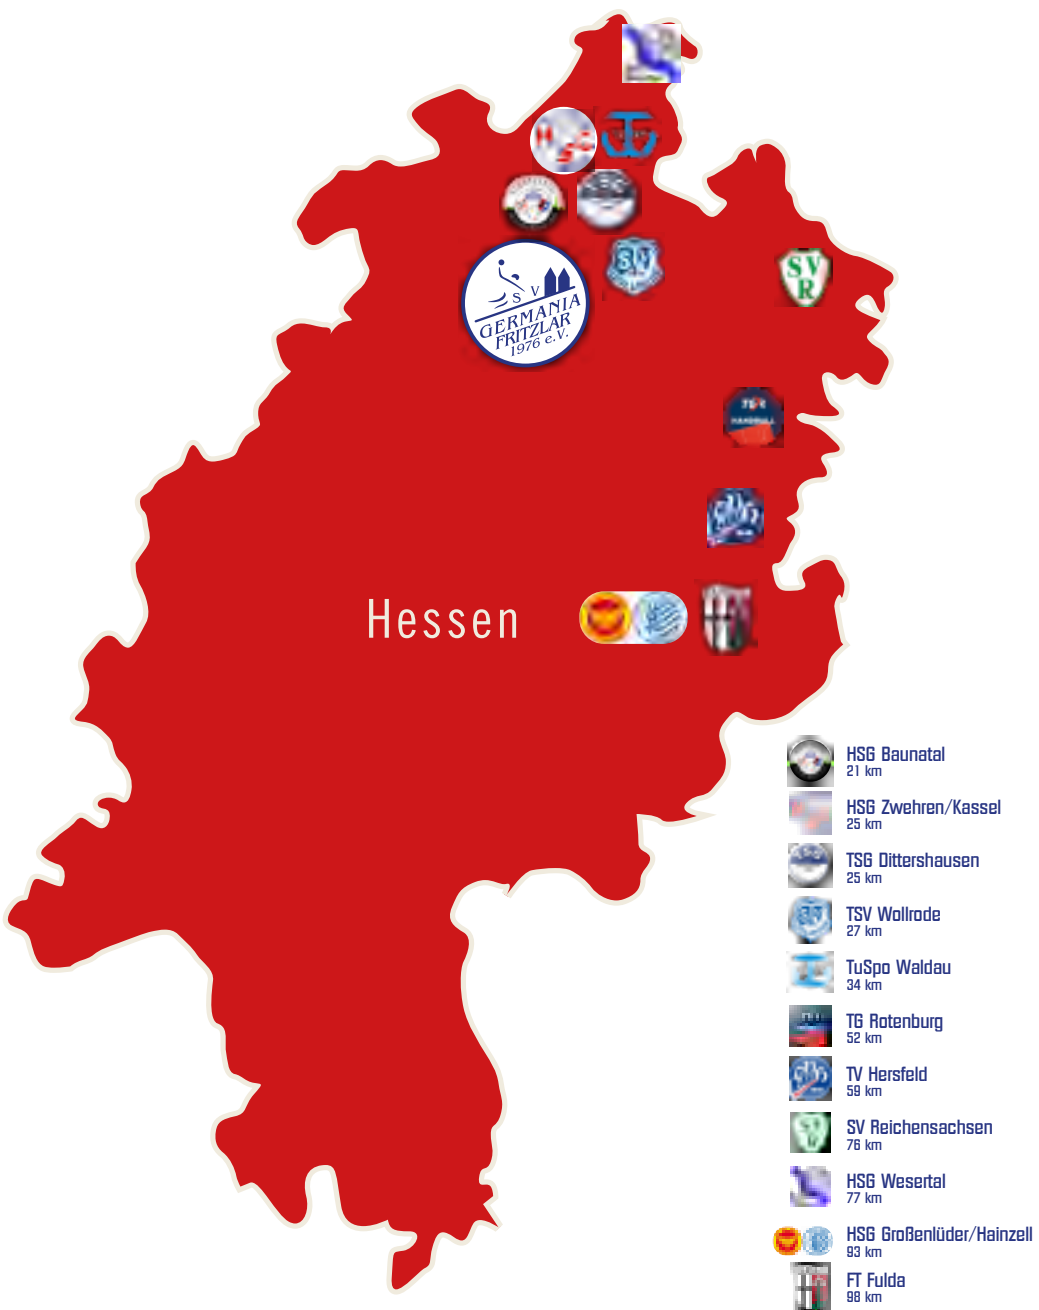 S V
GERMANIA
FRITZLAR
1976 e.V.
SV
R
Hessen
HSG Baunatal
21 km
HSG Zwehren/Kassel
25 km
TSG Dittershausen
25 km
TSV Wollrode
27 km
TuSpo Waldau
34 km
TG Rotenburg
52 km
TV Hersfeld
59 km
SV Reichensachsen
76 km
HSG Wesertal
77 km
HSG Großenlüder/Hainzell
93 km
FT Fulda
98 km